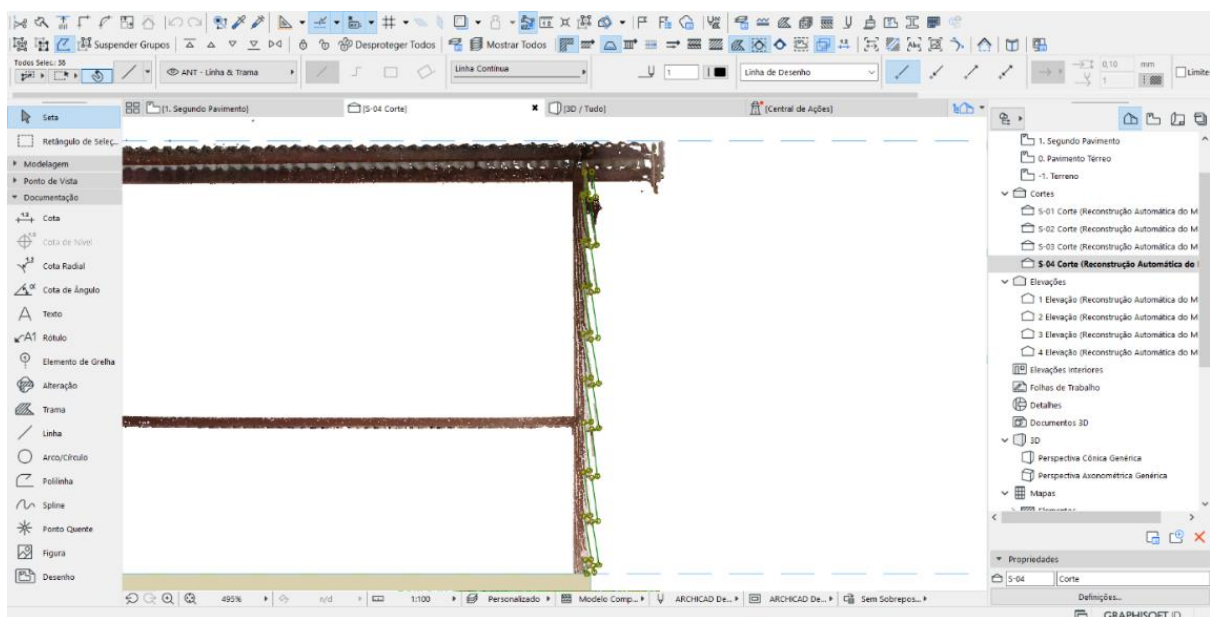 Suspender Grupos
Desproteger Todos
Mostrar Todos
Todos Selec.: 36
ANT - Linha & Trama
Linha Contínua
1
Linha de Desenho
0,10 mm
1
Limite
[1. Segundo Pavimento]
[S-04 Corte]
[3D / Tudo]
[Central de Ações]
Seta
Retângulo de Seleç...
Modelagem
Ponto de Vista
Documentação
Cota
Cota de Nível
Cota Radial
Cota de Ângulo
Texto
A1 Rótulo
Elemento de Grelha
Alteração
Trama
Linha
Arco/Círculo
Polilinha
Spline
Ponto Quente
Figura
Desenho
1. Segundo Pavimento
0. Pavimento Térreo
-1. Terreno
Cortes
S-01 Corte (Reconstrução Automática do M
S-02 Corte (Reconstrução Automática do M
S-03 Corte (Reconstrução Automática do M
S-04 Corte (Reconstrução Automática do
Elevações
1 Elevação (Reconstrução Automática do M
2 Elevação (Reconstrução Automática do M
3 Elevação (Reconstrução Automática do M
4 Elevação (Reconstrução Automática do M
Elevações Interiores
Folhas de Trabalho
Detalhes
Documentos 3D
3D
Perspectiva Cônica Genérica
Perspectiva Axonométrica Genérica
Mapas
Propriedades
S-04 Corte
Definições...
495%
n/d
1:100
Personalizado
Modelo Comp...
ARCHICAD De...
ARCHICAD De...
Sem Sobrepos...
GRAPHISOFT ID